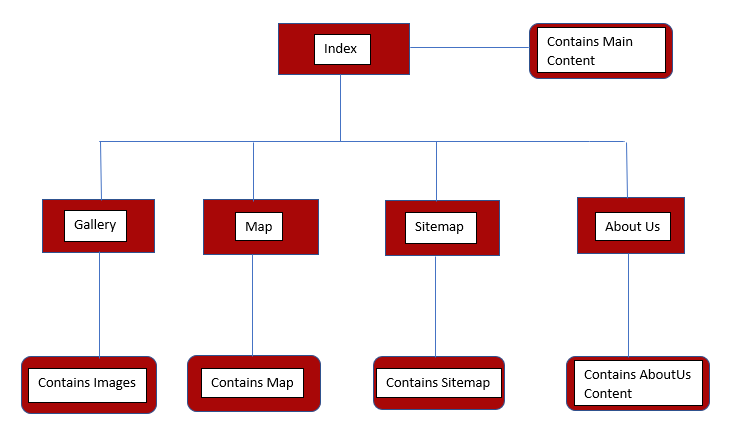 Index
Contains Main
Content
Gallery
Map
Sitemap
About Us
Contains Images
Contains Map
Contains Sitemap
Contains AboutUs
Content